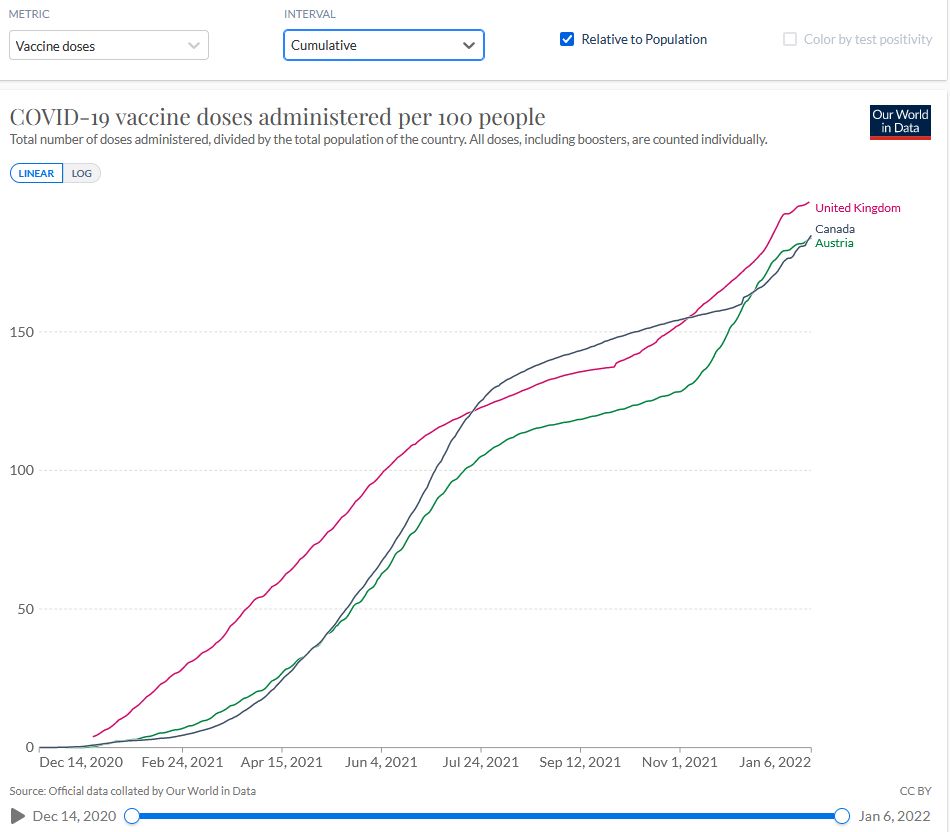 METRIC
INTERVAL
Vaccine doses
Cumulative
Relative to Population
Color by test positivity
COVID-19 vaccine doses administered per 100 people
Total number of doses administered, divided by the total population of the country. All doses, including boosters, are counted individually.
Our World
in Data
LINEAR
LOG
United Kingdom
Canada
Austria
150
100
50
0
Dec 14, 2020
Feb 24, 2021
Apr 15, 2021
Jun 4, 2021
Jul 24, 2021
Sep 12, 2021
Nov 1, 2021
Jan 6, 2022
Source: Official data collated by Our World in Data
CC BY
Dec 14, 2020
Jan 6, 2022